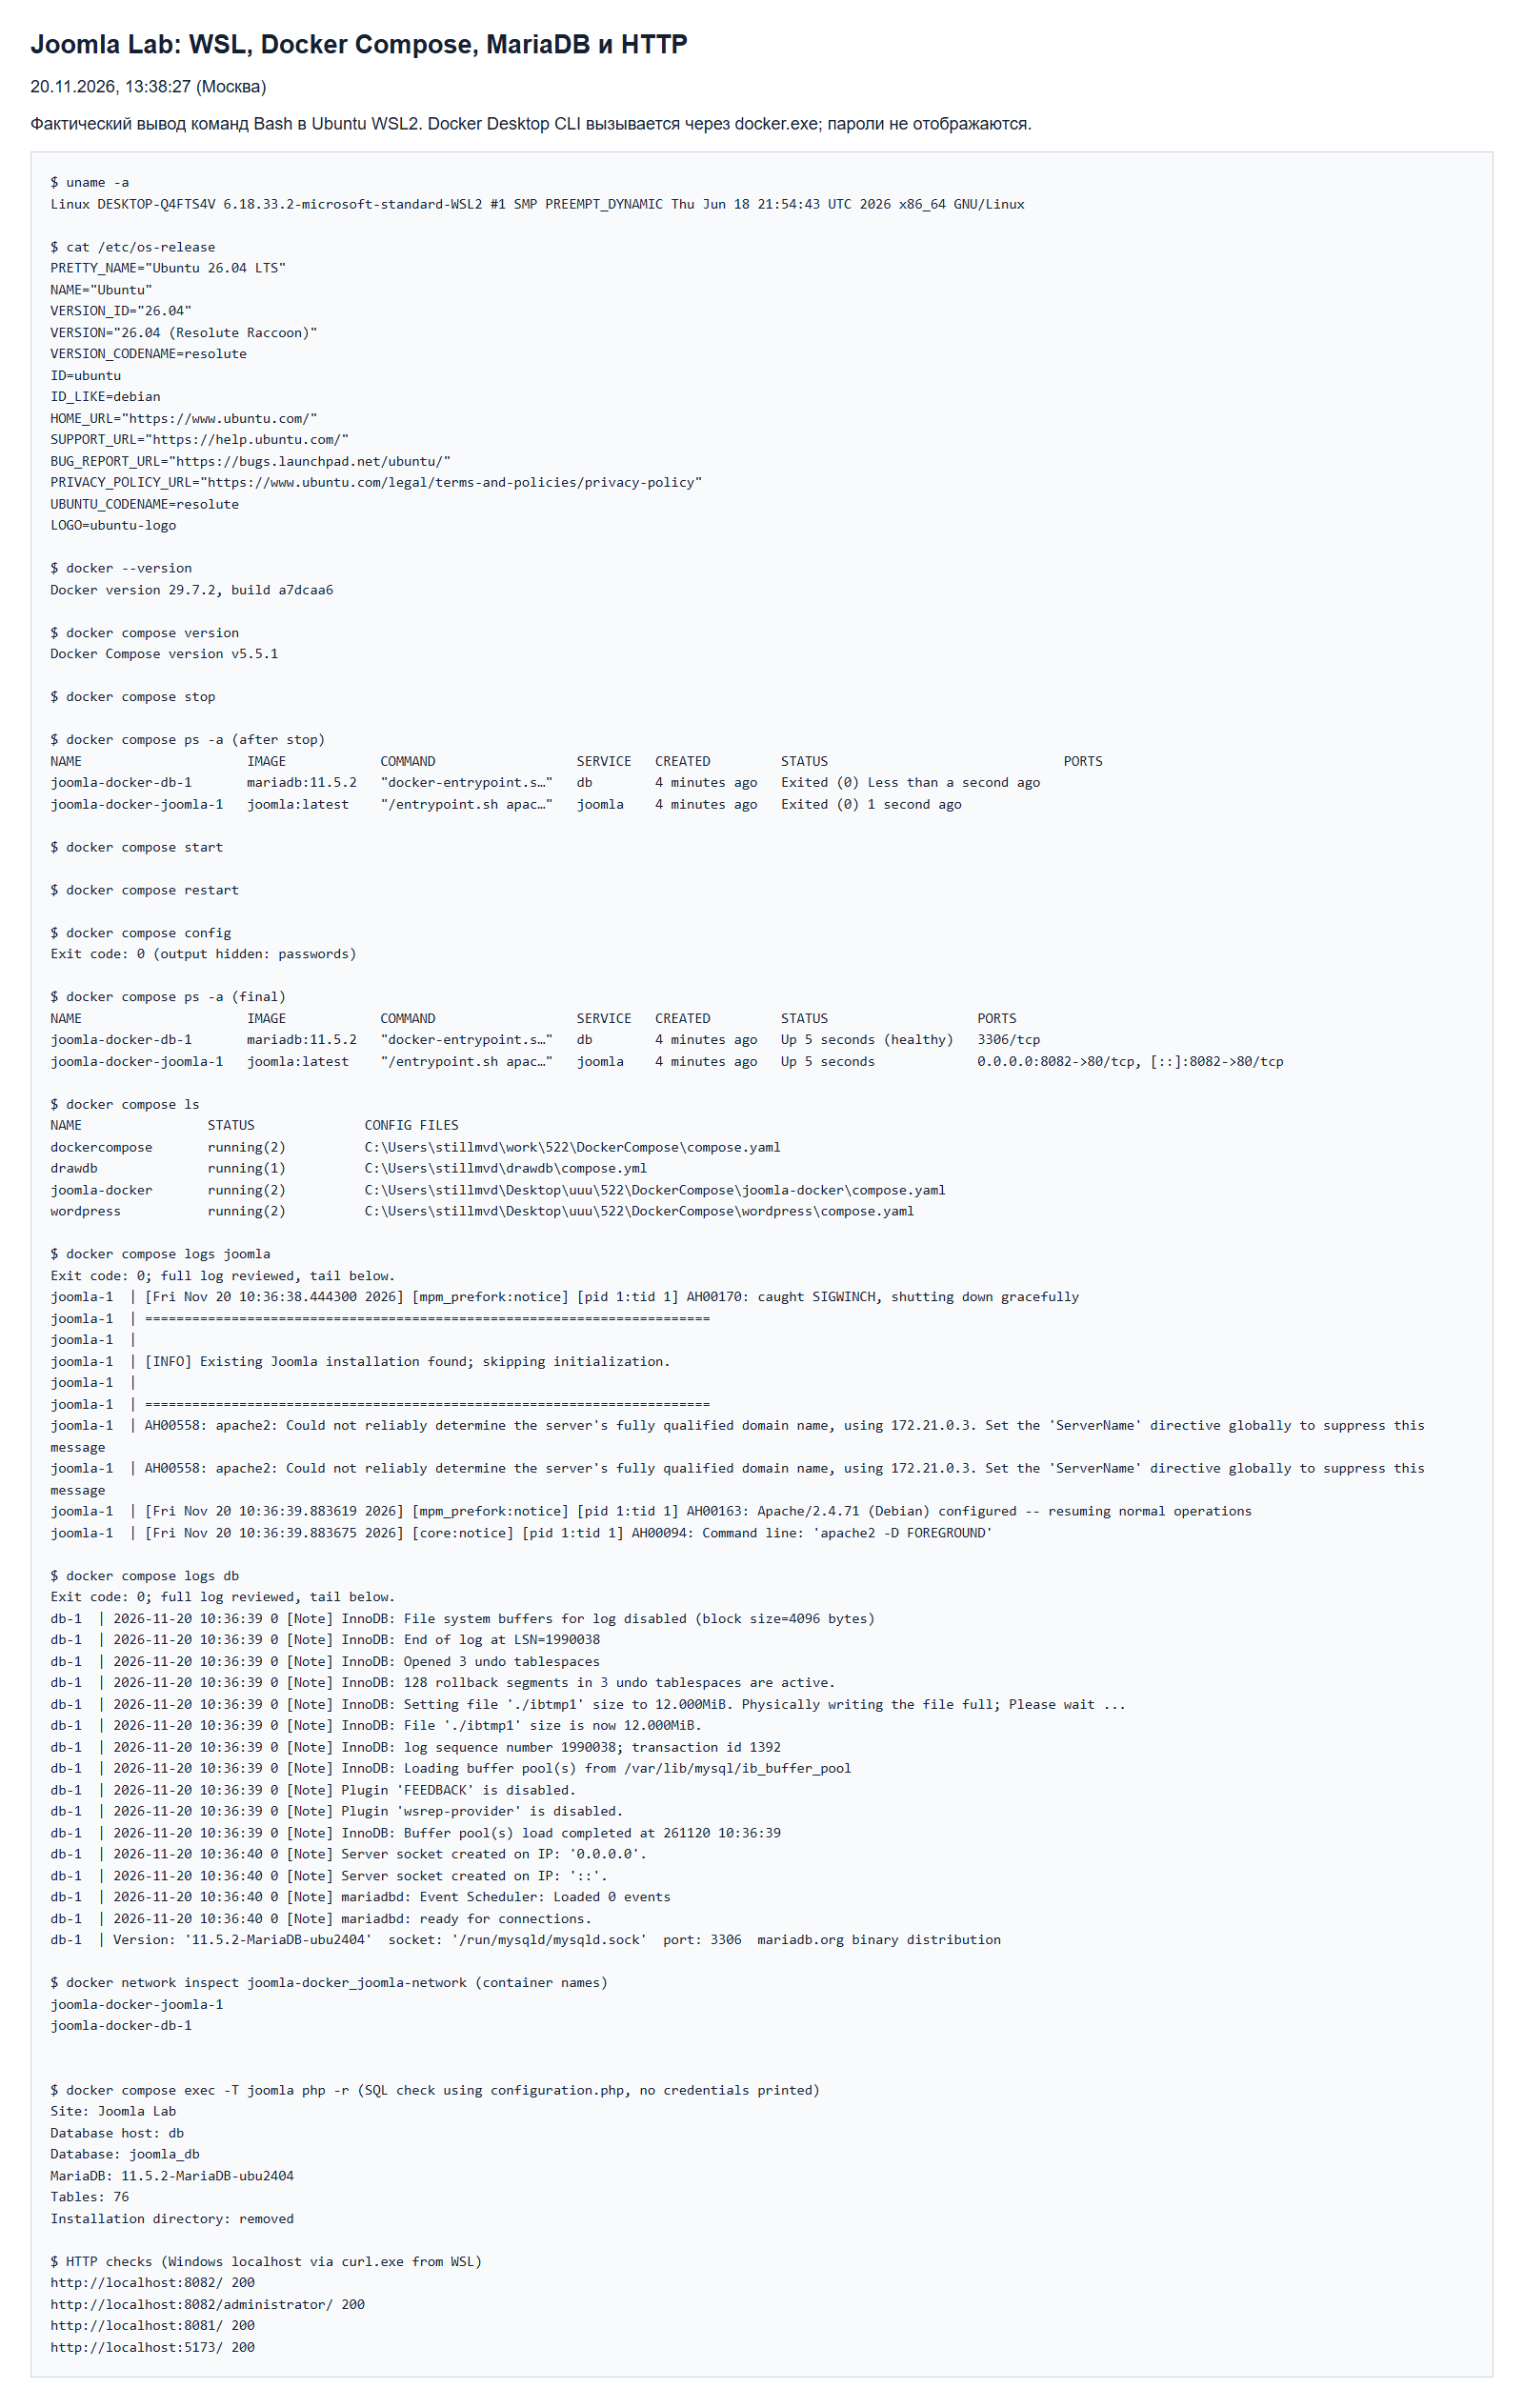 Joomla Lab: WSL, Docker Compose, MariaDB и HTTP
20.11.2026, 13:38:27 (Москва)
Фактический вывод команд Bash в Ubuntu WSL2. Docker Desktop CLI вызывается через docker.exe; пароли не отображаются.
$ uname -a
Linux DESKTOP-Q4FTS4V 6.18.33.2-microsoft-standard-WSL2 #1 SMP PREEMPT_DYNAMIC Thu Jun 18 21:54:43 UTC 2026 x86_64 GNU/Linux
$ cat /etc/os-release
PRETTY_NAME="Ubuntu 26.04 LTS"
NAME="Ubuntu"
VERSION_ID="26.04"
VERSION="26.04 (Resolute Raccoon)"
VERSION_CODENAME=resolute
ID=ubuntu
ID_LIKE=debian
HOME_URL="https://www.ubuntu.com/"
SUPPORT_URL="https://help.ubuntu.com/"
BUG_REPORT_URL="https://bugs.launchpad.net/ubuntu/"
PRIVACY_POLICY_URL="https://www.ubuntu.com/legal/terms-and-policies/privacy-policy"
UBUNTU_CODENAME=resolute
LOGO=ubuntu-logo
$ docker --version
Docker version 29.7.2, build a7dcaa6
$ docker compose version
Docker Compose version v5.5.1
$ docker compose stop
$ docker compose ps -a (after stop)
NAME                     IMAGE            COMMAND                  SERVICE   CREATED         STATUS                              PORTS
joomla-docker-db-1       mariadb:11.5.2   "docker-entrypoint.s…"   db        4 minutes ago   Exited (0) Less than a second ago
joomla-docker-joomla-1   joomla:latest    "/entrypoint.sh apac…"   joomla    4 minutes ago   Exited (0) 1 second ago
$ docker compose start
$ docker compose restart
$ docker compose config
Exit code: 0 (output hidden: passwords)
$ docker compose ps -a (final)
NAME                     IMAGE            COMMAND                  SERVICE   CREATED         STATUS                   PORTS
joomla-docker-db-1       mariadb:11.5.2   "docker-entrypoint.s…"   db        4 minutes ago   Up 5 seconds (healthy)   3306/tcp
joomla-docker-joomla-1   joomla:latest    "/entrypoint.sh apac…"   joomla    4 minutes ago   Up 5 seconds             0.0.0.0:8082->80/tcp, [::]:8082->80/tcp
$ docker compose ls
NAME                STATUS              CONFIG FILES
dockercompose       running(2)          C:\Users\stillmvd\work\522\DockerCompose\compose.yaml
drawdb              running(1)          C:\Users\stillmvd\drawdb\compose.yml
joomla-docker       running(2)          C:\Users\stillmvd\Desktop\uuu\522\DockerCompose\joomla-docker\compose.yaml
wordpress           running(2)          C:\Users\stillmvd\Desktop\uuu\522\DockerCompose\wordpress\compose.yaml
$ docker compose logs joomla
Exit code: 0; full log reviewed, tail below.
joomla-1  | [Fri Nov 20 10:36:38.444300 2026] [mpm_prefork:notice] [pid 1:tid 1] AH00170: caught SIGWINCH, shutting down gracefully
joomla-1  | ========================================================================
joomla-1  |
joomla-1  | [INFO] Existing Joomla installation found; skipping initialization.
joomla-1  |
joomla-1  | ========================================================================
joomla-1  | AH00558: apache2: Could not reliably determine the server's fully qualified domain name, using 172.21.0.3. Set the 'ServerName' directive globally to suppress this
message
joomla-1  | AH00558: apache2: Could not reliably determine the server's fully qualified domain name, using 172.21.0.3. Set the 'ServerName' directive globally to suppress this
message
joomla-1  | [Fri Nov 20 10:36:39.883619 2026] [mpm_prefork:notice] [pid 1:tid 1] AH00163: Apache/2.4.71 (Debian) configured -- resuming normal operations
joomla-1  | [Fri Nov 20 10:36:39.883675 2026] [core:notice] [pid 1:tid 1] AH00094: Command line: 'apache2 -D FOREGROUND'
$ docker compose logs db
Exit code: 0; full log reviewed, tail below.
db-1  | 2026-11-20 10:36:39 0 [Note] InnoDB: File system buffers for log disabled (block size=4096 bytes)
db-1  | 2026-11-20 10:36:39 0 [Note] InnoDB: End of log at LSN=1990038
db-1  | 2026-11-20 10:36:39 0 [Note] InnoDB: Opened 3 undo tablespaces
db-1  | 2026-11-20 10:36:39 0 [Note] InnoDB: 128 rollback segments in 3 undo tablespaces are active.
db-1  | 2026-11-20 10:36:39 0 [Note] InnoDB: Setting file './ibtmp1' size to 12.000MiB. Physically writing the file full; Please wait ...
db-1  | 2026-11-20 10:36:39 0 [Note] InnoDB: File './ibtmp1' size is now 12.000MiB.
db-1  | 2026-11-20 10:36:39 0 [Note] InnoDB: log sequence number 1990038; transaction id 1392
db-1  | 2026-11-20 10:36:39 0 [Note] InnoDB: Loading buffer pool(s) from /var/lib/mysql/ib_buffer_pool
db-1  | 2026-11-20 10:36:39 0 [Note] Plugin 'FEEDBACK' is disabled.
db-1  | 2026-11-20 10:36:39 0 [Note] Plugin 'wsrep-provider' is disabled.
db-1  | 2026-11-20 10:36:39 0 [Note] InnoDB: Buffer pool(s) load completed at 261120 10:36:39
db-1  | 2026-11-20 10:36:40 0 [Note] Server socket created on IP: '0.0.0.0'.
db-1  | 2026-11-20 10:36:40 0 [Note] Server socket created on IP: '::'.
db-1  | 2026-11-20 10:36:40 0 [Note] mariadbd: Event Scheduler: Loaded 0 events
db-1  | 2026-11-20 10:36:40 0 [Note] mariadbd: ready for connections.
db-1  | Version: '11.5.2-MariaDB-ubu2404'  socket: '/run/mysqld/mysqld.sock'  port: 3306  mariadb.org binary distribution
$ docker network inspect joomla-docker_joomla-network (container names)
joomla-docker-joomla-1
joomla-docker-db-1
$ docker compose exec -T joomla php -r (SQL check using configuration.php, no credentials printed)
Site: Joomla Lab
Database host: db
Database: joomla_db
MariaDB: 11.5.2-MariaDB-ubu2404
Tables: 76
Installation directory: removed
$ HTTP checks (Windows localhost via curl.exe from WSL)
http://localhost:8082/ 200
http://localhost:8082/administrator/ 200
http://localhost:8081/ 200
http://localhost:5173/ 200